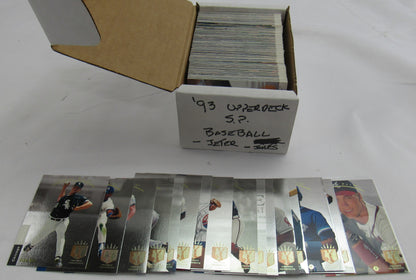 '93 UPPERDECK
S.P.
BASEBALL
- JETER -